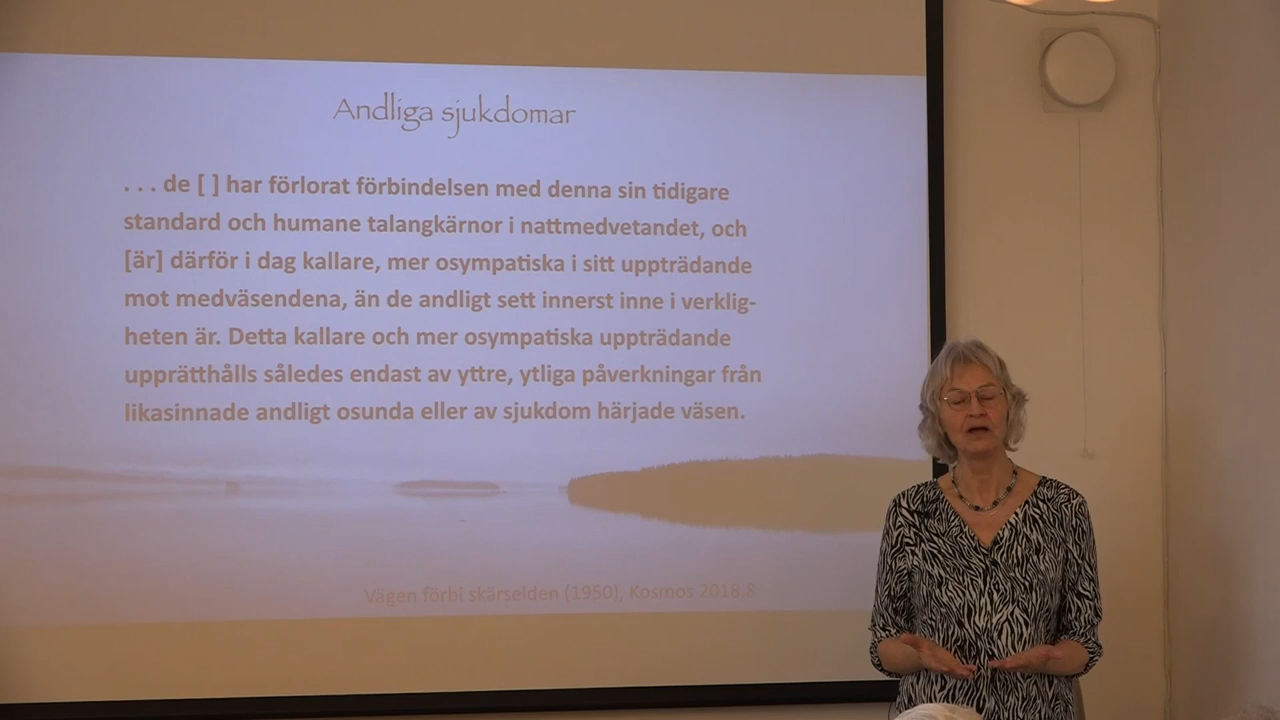 Andliga sjukdomar
. . . de [ ] har förlorat förbindelsen med denna sin tidigare
standard och humane talangkärnor i nattmedvetandet, och
[är] därför i dag kallare, mer osympatiska i sitt uppträdande
mot medväsendena, än de andligt sett innerst inne i verklig-
heten är. Detta kallare och mer osympatiska uppträdande
upprätthålls således endast av yttre, ytliga påverkningar från
likasinnade andligt osunda eller av sjukdom härjade väsen.
Vägen förbi skärselden (1950), Kosmos 2018.8